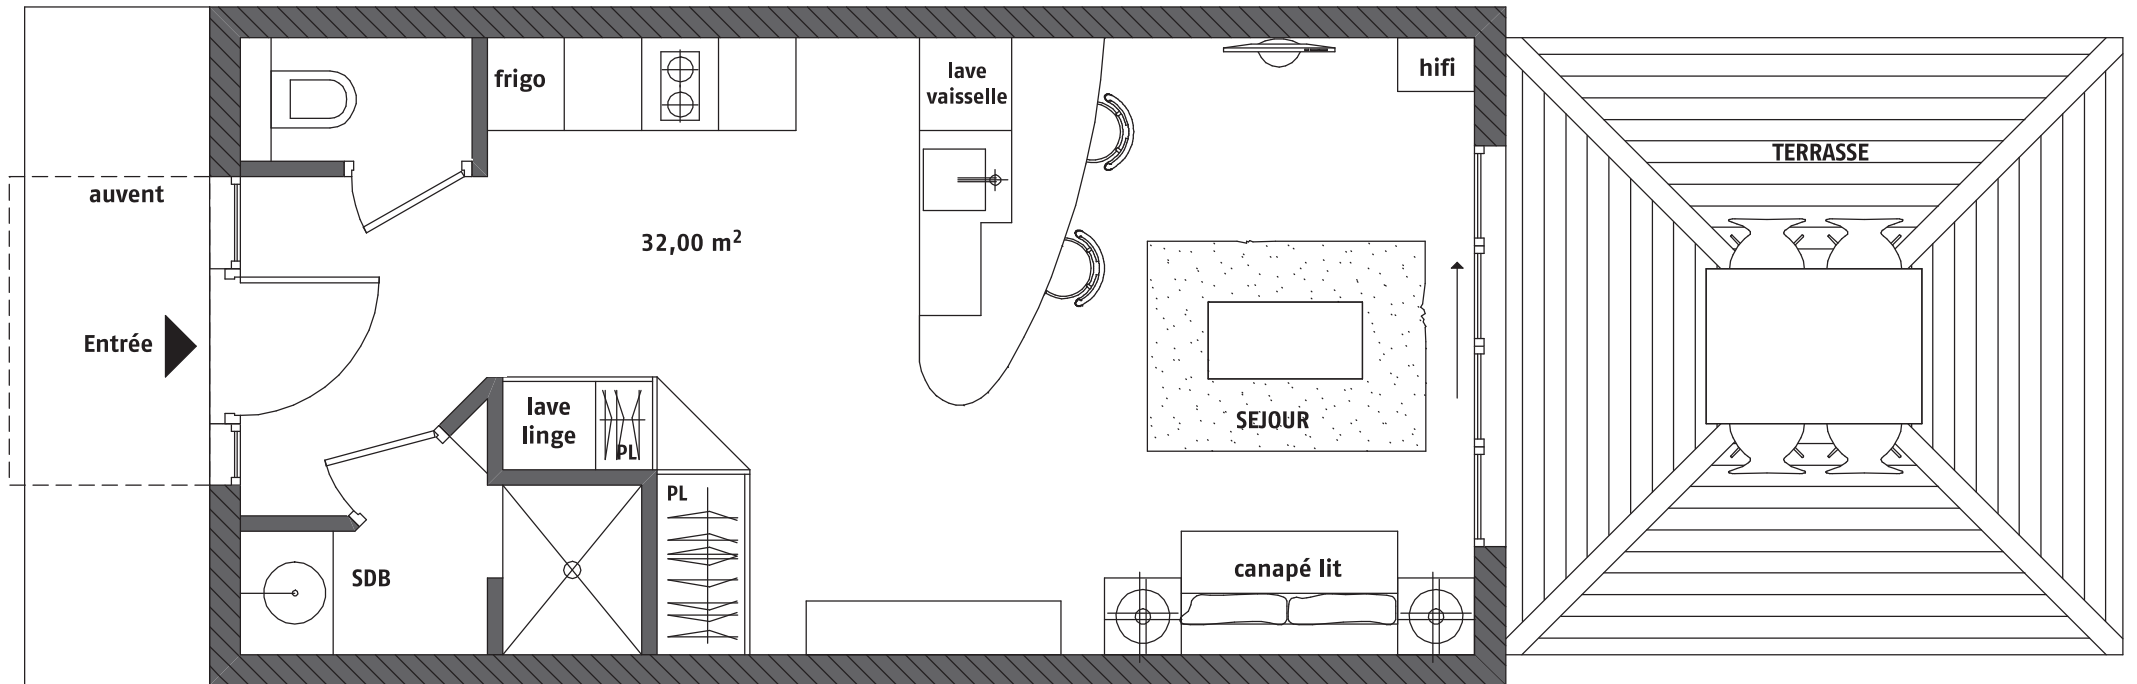 frigo
lave
vaisselle
hifi
TERRASSE
auvent
32,00 m²
Entrée
lave
linge
PL
SEJOUR
PL
SDB
canapé lit